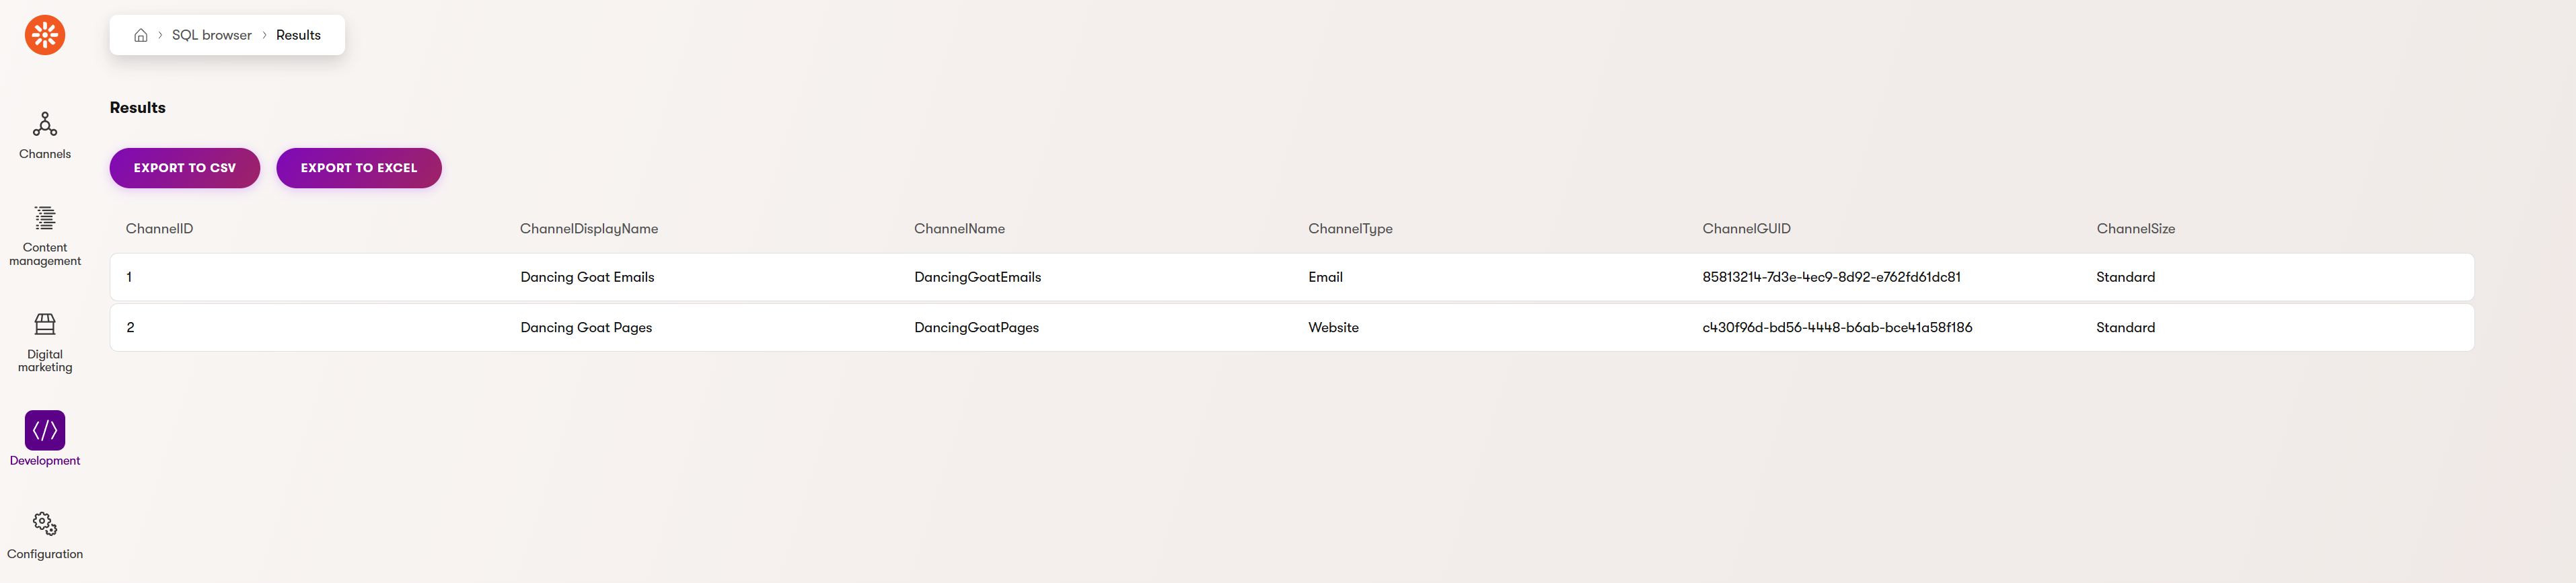 SQL browser Results
Results
EXPORT TO CSV EXPORT TO EXCEL
ChannelID ChannelDisplayName ChannelName ChannelType ChannelGUID ChannelSize
1 Dancing Goat Emails DancingGoatEmails Email 85813214-7d3e-4ec9-8d92-e762fd61dc81 Standard
2 Dancing Goat Pages DancingGoatPages Website c430f96d-bd56-4448-b6ab-bce41a58f186 Standard
Channels
Content
management
Digital
marketing
Development
Configuration